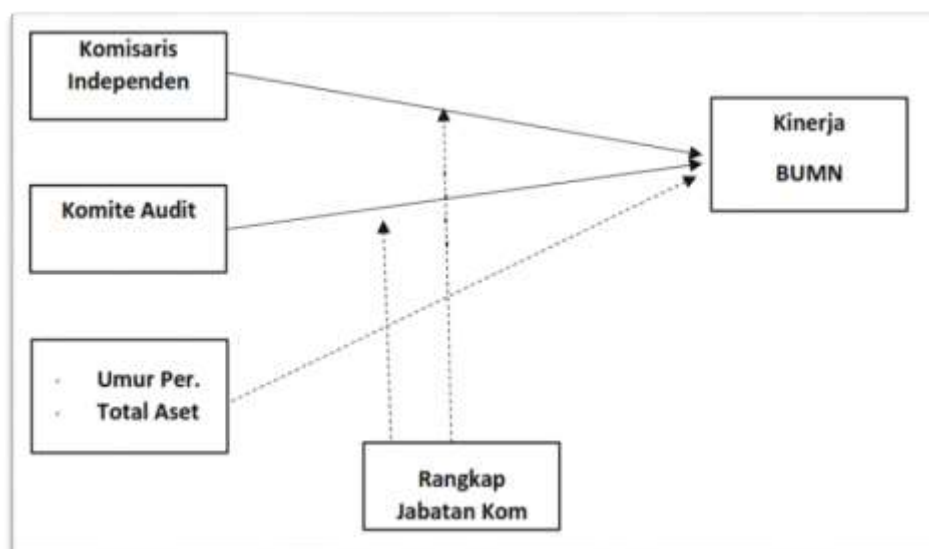 Komisaris
Independen
Kinerja
BUMN
Komite Audit
Umur Per.
Total Aset
Rangkap
Jabatan Kom